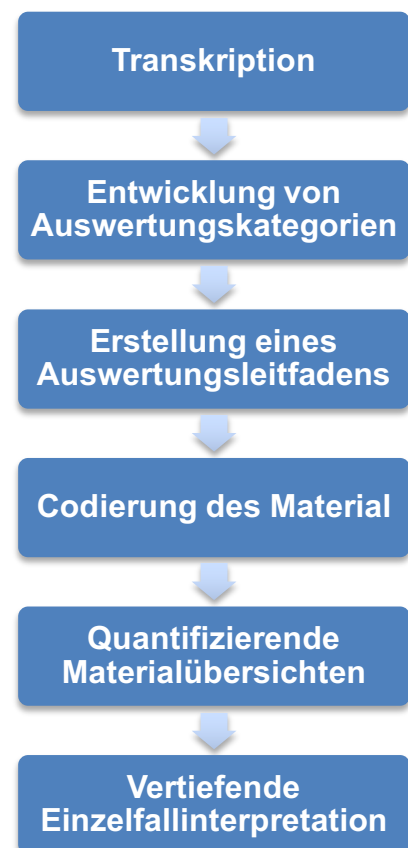 Transkription
Entwicklung von
Auswertungskategorien
Erstellung eines
Auswertungsleitfadens
Codierung des Material
Quantifizierende
Materialübersichten
Vertiefende
Einzelfallinterpretation